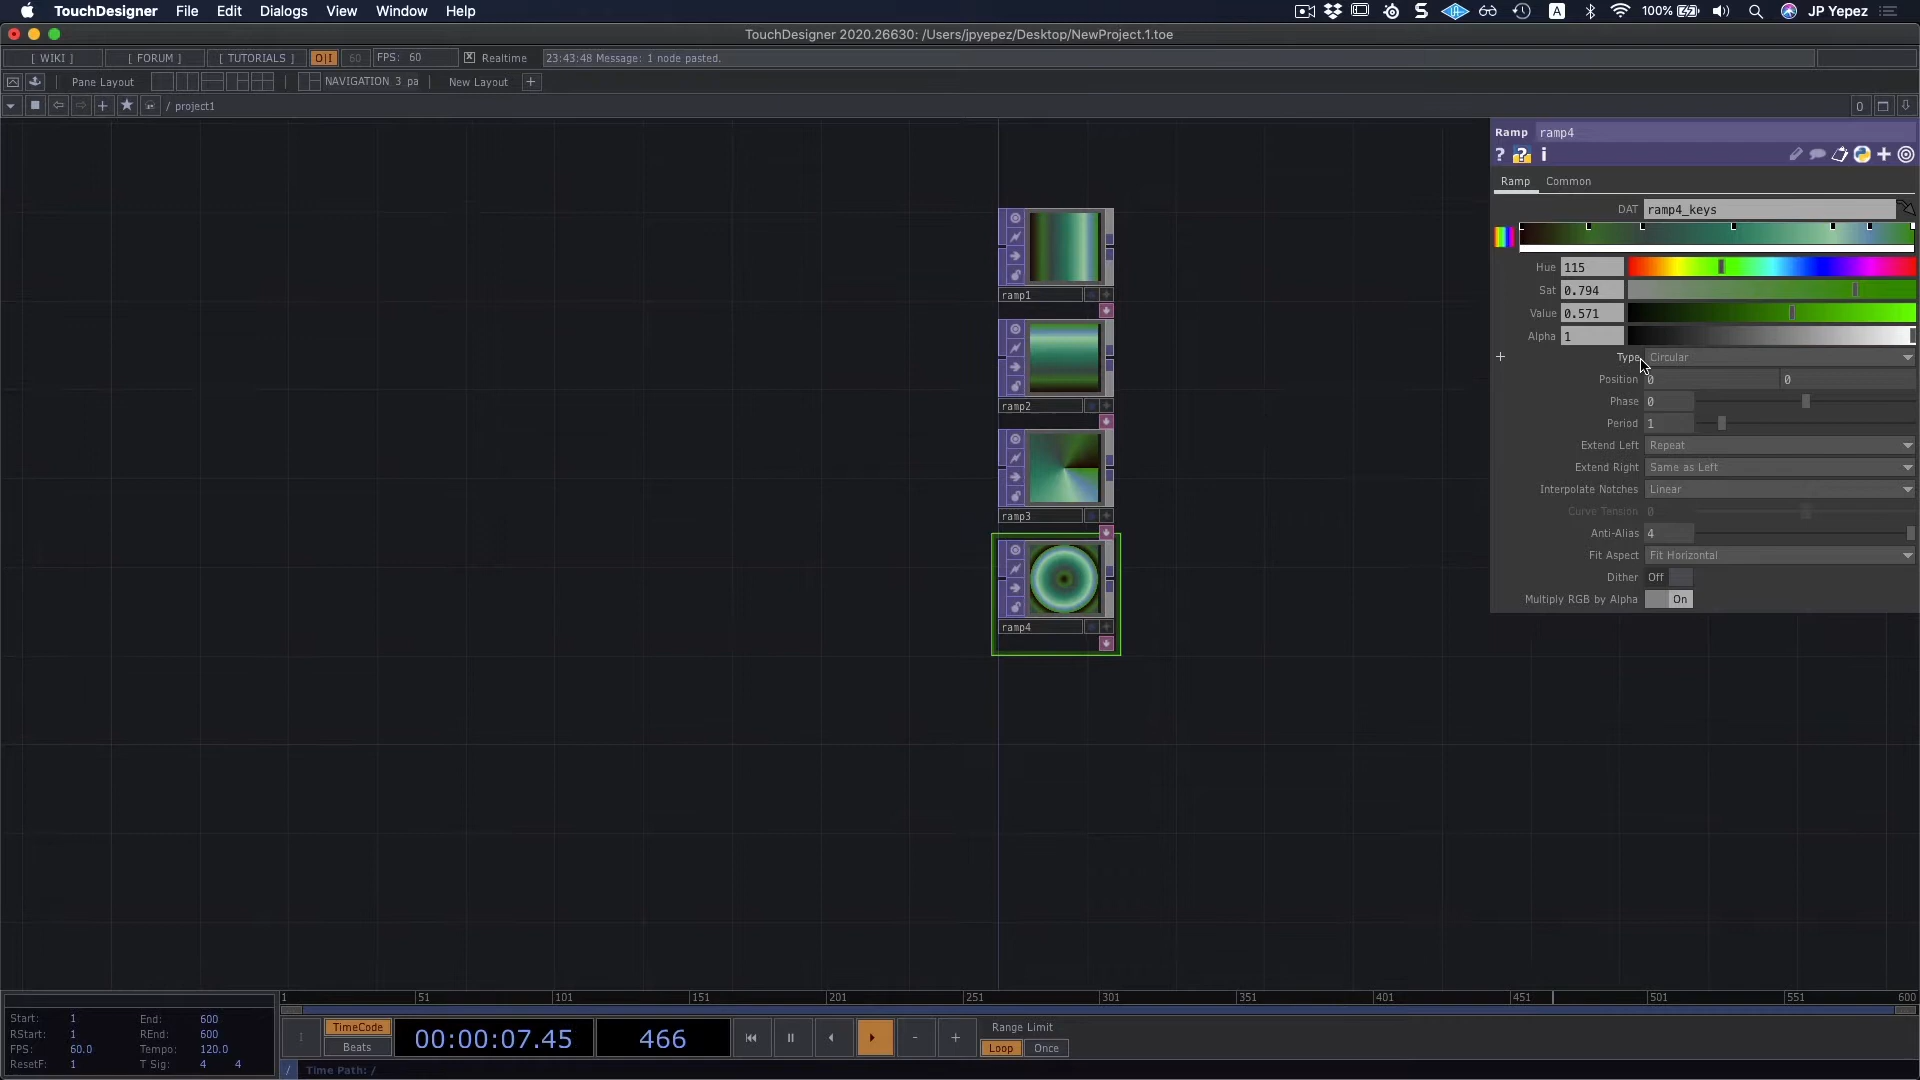 TouchDesigner File Edit Dialogs View Window Help 100% JP Yepez
TouchDesigner 2020.26630: /Users/jpyepez/Desktop/NewProject.1.toe
[ WIKI ] [ FORUM ] [ TUTORIALS ] O|I 60 FPS: 60 Realtime 23:43:48 Message: 1 node pasted.
Pane Layout NAVIGATION 3 pa New Layout +
/ project1 0
Ramp ramp4
? ? i
Ramp Common
DAT ramp4_keys
Hue 115
Sat 0.794
Value 0.571
Alpha 1
Type Circular
Position 0 0
Phase 0
Period 1
Extend Left Repeat
Extend Right Same as Left
Interpolate Notches Linear
Curve Tension 0
Anti-Alias 4
Fit Aspect Fit Horizontal
Dither Off
Multiply RGB by Alpha On
ramp1
ramp2
ramp3
ramp4
1 51 101 151 201 251 301 351 401 451 501 551 600
Start: 1 End: 600
RStart: 1 REnd: 600
FPS: 60.0 Tempo: 120.0
ResetF: 1 T Sig: 4 4
TimeCode
Beats
00:00:07.45 466
Range Limit
Loop Once
/ Time Path: /